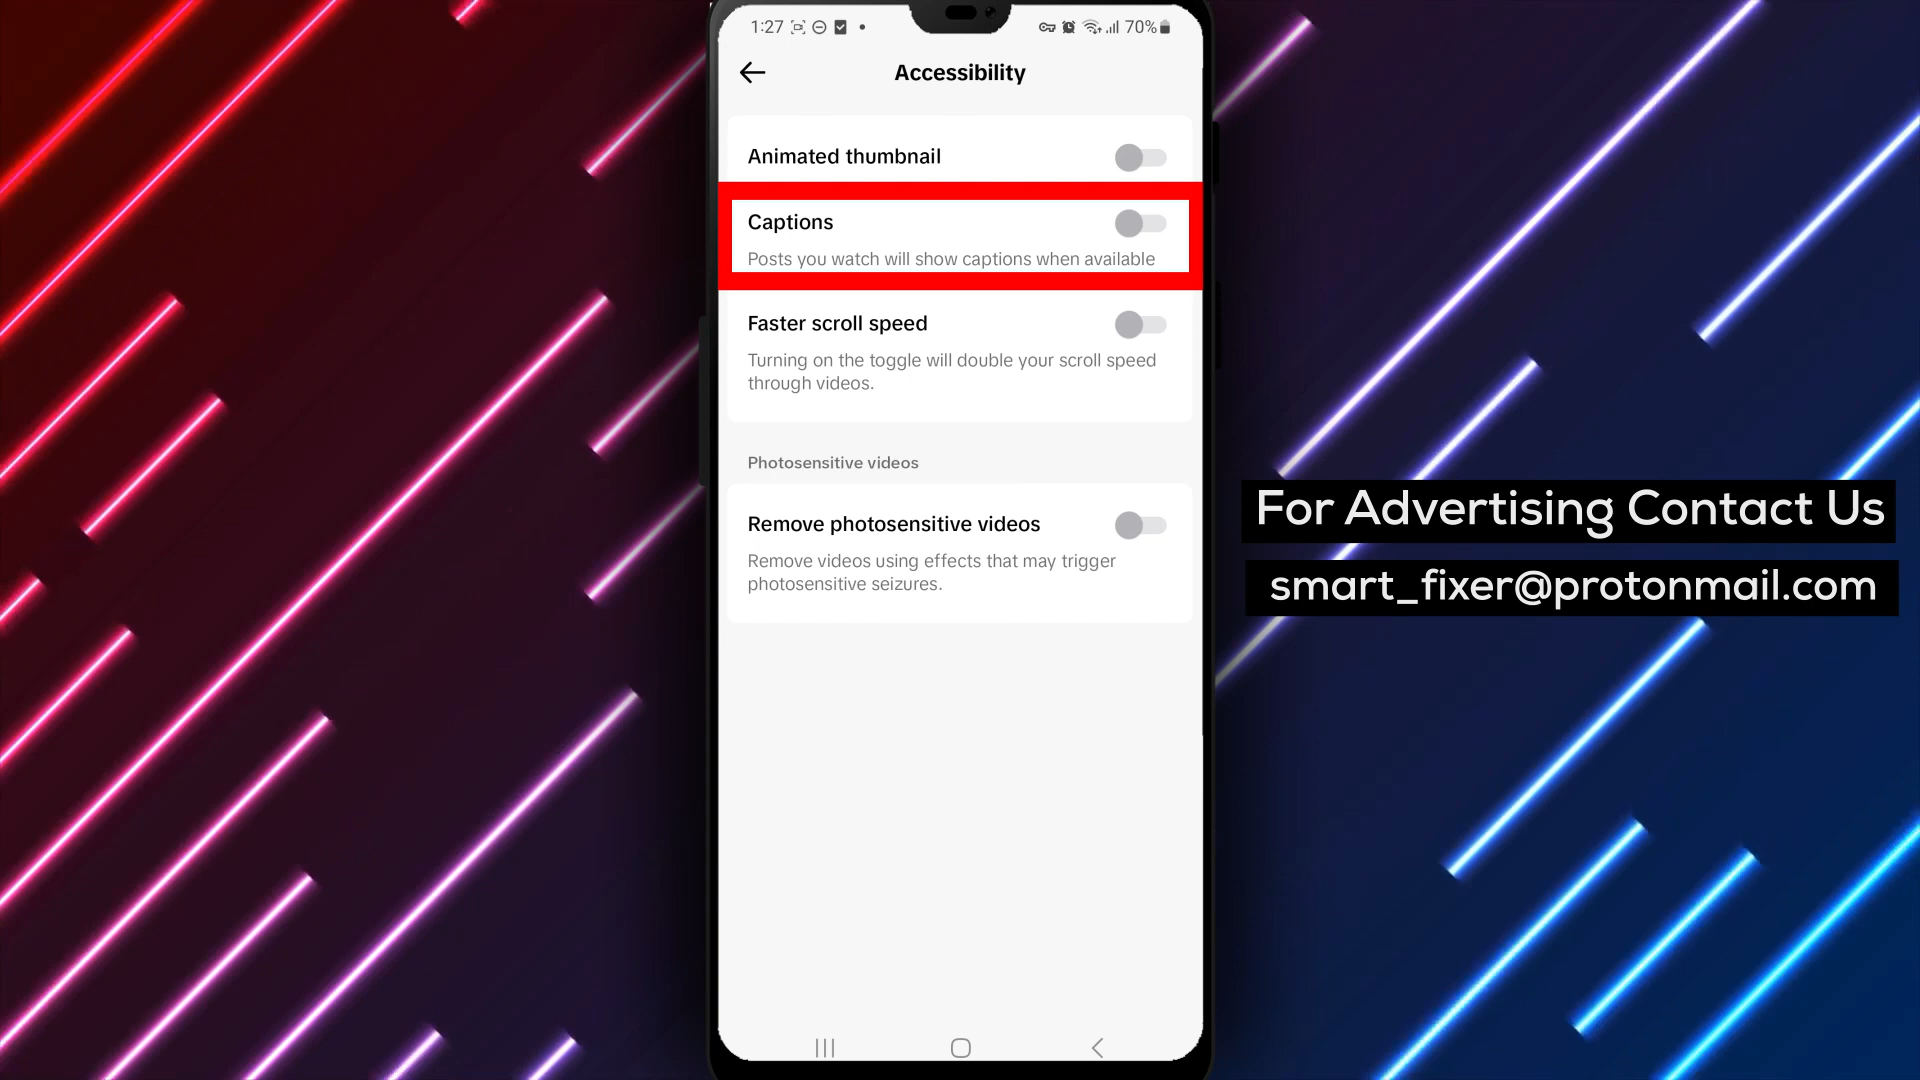 1:27
70%
Accessibility
Animated thumbnail
Captions
Posts you watch will show captions when available
Faster scroll speed
Turning on the toggle will double your scroll speed
through videos.
Photosensitive videos
Remove photosensitive videos
Remove videos using effects that may trigger
photosensitive seizures.
For Advertising Contact Us
smart_fixer@protonmail.com